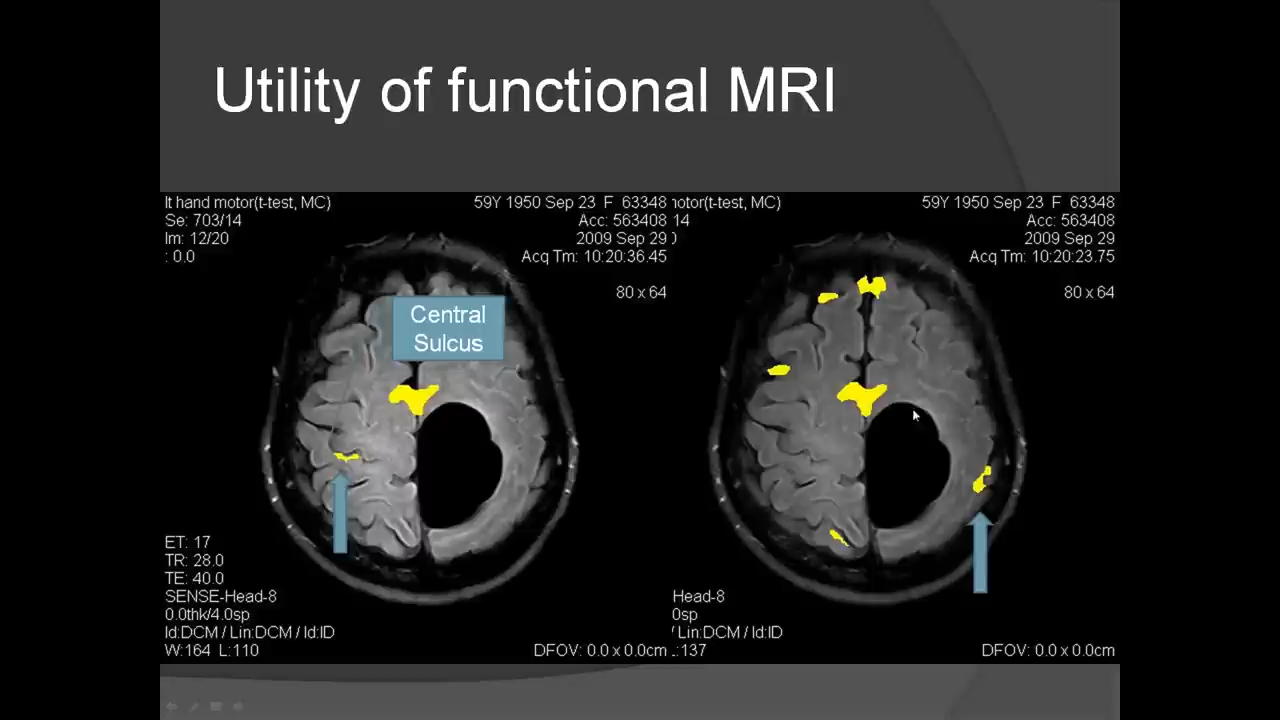 Utility of functional MRI
lt hand motor(t-test, MC)
Se: 703/14
Im: 12/20
: 0.0
59Y 1950 Sep 23 F 63348
Acc: 563408
2009 Sep 29
Acq Tm: 10:20:36.45
80 x 64
Central
Sulcus
ET: 17
TR: 28.0
TE: 40.0
SENSE-Head-8
0.0thk/4.0sp
Id:DCM / Lin:DCM / Id:ID
W:164 L:110
DFOV: 0.0 x 0.0cm
notor(t-test, MC)
14
)
59Y 1950 Sep 23 F 63348
Acc: 563408
2009 Sep 29
Acq Tm: 10:20:23.75
80 x 64
Head-8
0sp
/ Lin:DCM / Id:ID
.:137
DFOV: 0.0 x 0.0cm